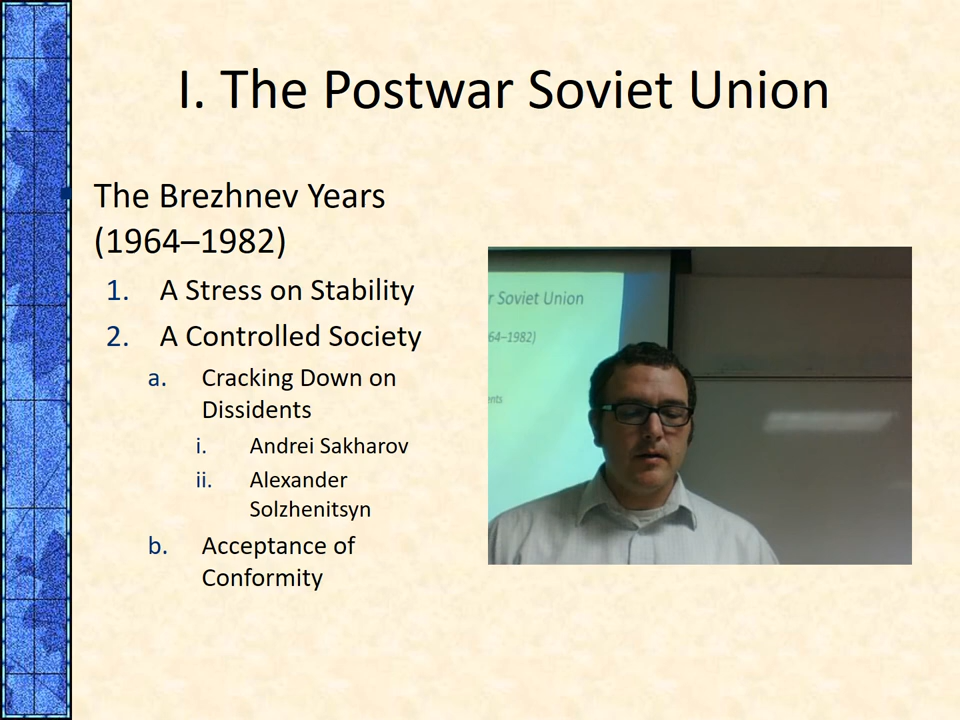 I. The Postwar Soviet Union
The Brezhnev Years
(1964–1982)
1. A Stress on Stability
2. A Controlled Society
a. Cracking Down on
Dissidents
i. Andrei Sakharov
ii. Alexander
Solzhenitsyn
b. Acceptance of
Conformity
r Soviet Union
64–1982)
ents